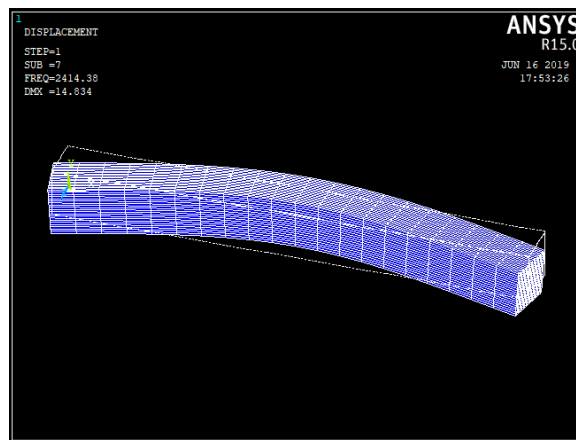 1
DISPLACEMENT
STEP=1
SUB =7
FREQ=2414.38
DMX =14.834
ANSYS
R15.0
JUN 16 2019
17:53:26
Y